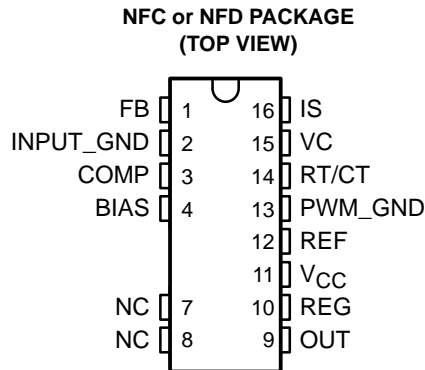 NFC or NFD PACKAGE
(TOP VIEW)
FB 1 16 IS
INPUT_GND 2 15 VC
COMP 3 14 RT/CT
BIAS 4 13 PWM_GND
12 REF
11 VCC
NC 7 10 REG
NC 8 9 OUT